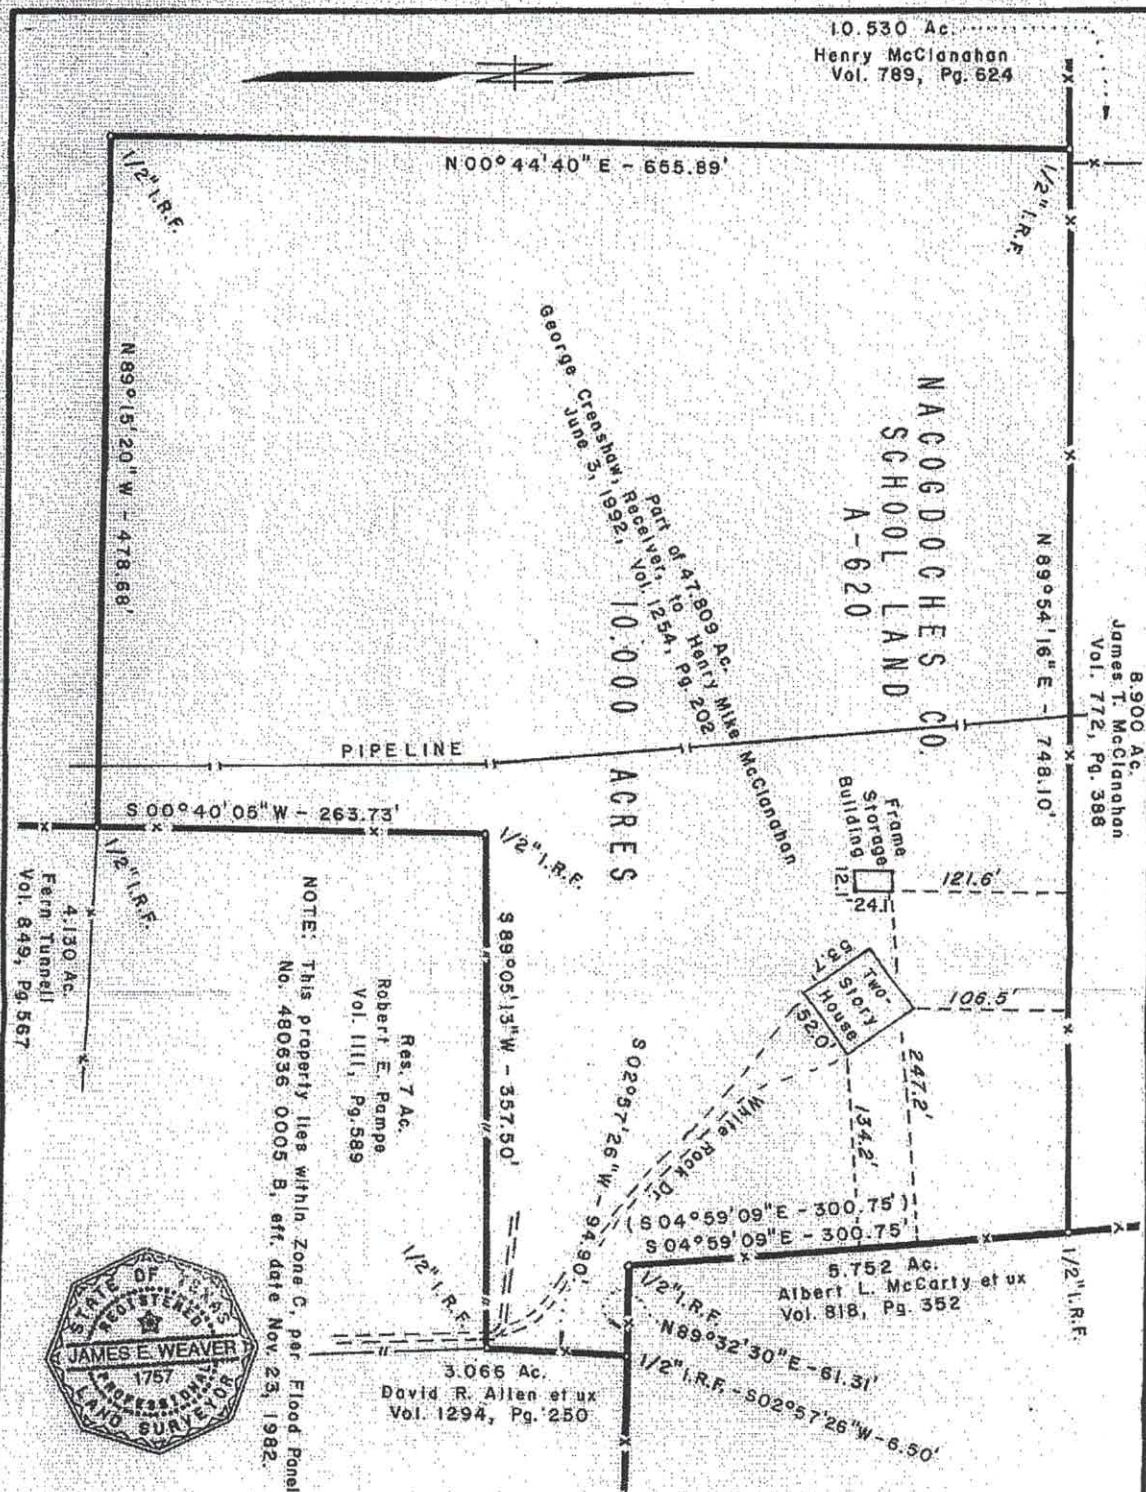 10.530 Ac.
Henry McClanahan
Vol. 789, Pg. 624
N
N 00° 44' 40" E - 655.89'
1/2" I.R.F.
1/2" I.R.F.
N 89° 15' 20" W - 478.68'
N 89° 54' 16" E - 748.10'
8.900 Ac.
James T. McClanahan
Vol. 772, Pg. 388
NACOGDOCHES CO.
SCHOOL LAND
A-620
Part of 47.809 Ac.
George Crenshaw, Receiver, to Henry Mike McClanahan
June 3, 1992, Vol. 1254, Pg. 202
10.000 ACRES
PIPELINE
S 00° 40' 05" W - 263.73'
1/2" I.R.F.
1/2" I.R.F.
Frame
Storage
Building
12.1'
24.1'
121.6'
Two-
Story
House
53.7'
52.0'
106.5'
247.2'
134.2'
White Rock Dr.
4.130 Ac.
Fern Tunnell
Vol. 849, Pg. 567
S 89° 05' 13" W - 357.50'
Res. 7 Ac.
Robert E. Pampe
Vol. 1111, Pg. 589
NOTE: This property lies within Zone C, per Flood Panel
No. 480636 0005 B, eff. date Nov. 23, 1982.
S 02° 57' 26" W - 94.90'
(S 04° 59' 09" E - 300.75')
S 04° 59' 09" E - 300.75'
5.752 Ac.
Albert L. McCarty et ux
Vol. 818, Pg. 352
1/2" I.R.F.
1/2" I.R.F.
1/2" I.R.F.
N 89° 32' 30" E - 61.31'
1/2" I.R.F. - S 02° 57' 26" W - 6.50'
3.066 Ac.
David R. Allen et ux
Vol. 1294, Pg. 250
STATE OF TEXAS
REGISTERED
JAMES E. WEAVER
1757
PROFESSIONAL
LAND SURVEYOR